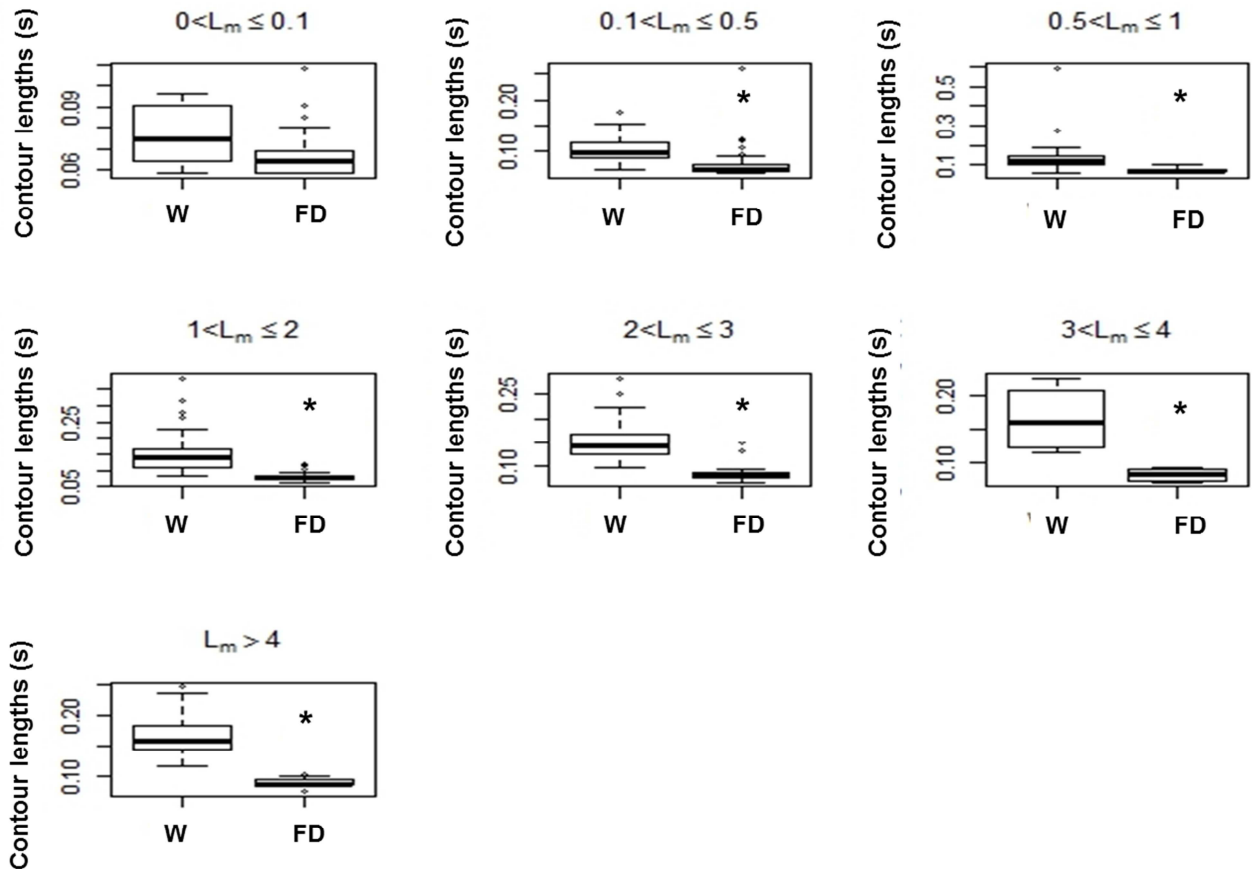 0<Lm ≤ 0.1
Contour lengths (s)
0.09
0.06
W FD
0.1<Lm ≤ 0.5
Contour lengths (s)
0.20
0.10
*
W FD
0.5<Lm ≤ 1
Contour lengths (s)
0.5
0.3
0.1
*
W FD
1<Lm ≤ 2
Contour lengths (s)
0.25
0.05
*
W FD
2<Lm ≤ 3
Contour lengths (s)
0.25
0.10
*
W FD
3<Lm ≤ 4
Contour lengths (s)
0.20
0.10
*
W FD
Lm > 4
Contour lengths (s)
0.20
0.10
*
W FD